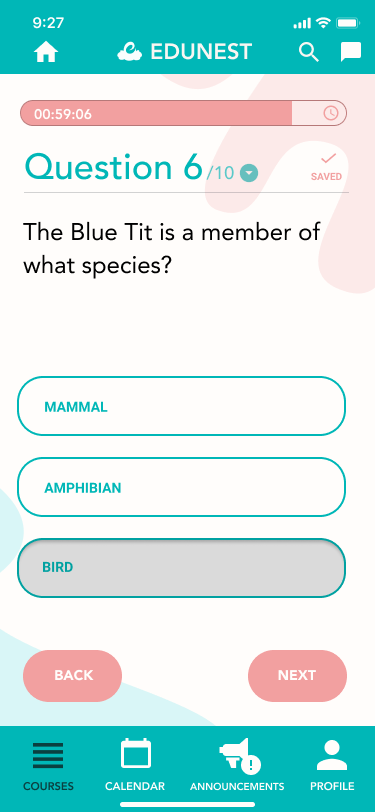 9:27
EDUNEST
00:59:06
Question 6/10
SAVED
The Blue Tit is a member of
what species?
MAMMAL
AMPHIBIAN
BIRD
BACK NEXT
COURSES CALENDAR ANNOUNCEMENTS PROFILE